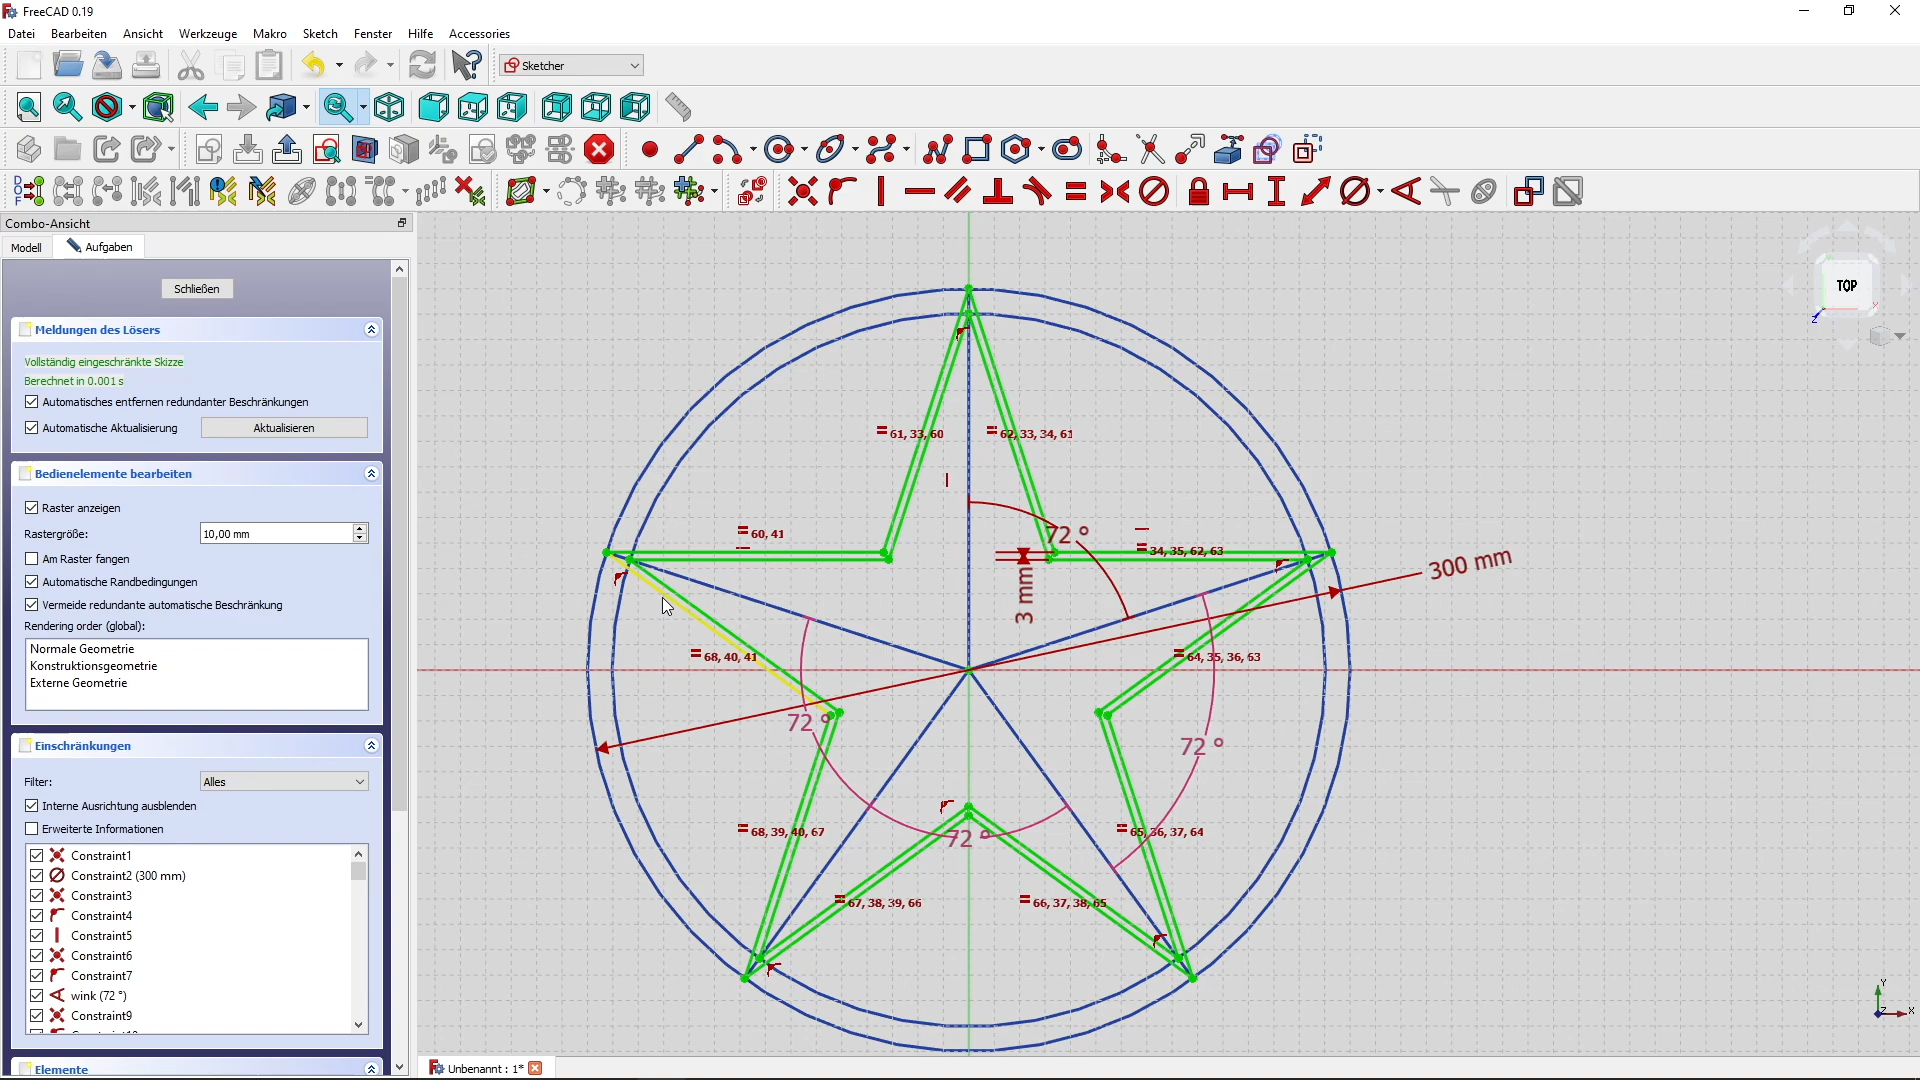 FreeCAD 0.19
Datei Bearbeiten Ansicht Werkzeuge Makro Sketch Fenster Hilfe Accessories
Sketcher
Combo-Ansicht
Modell Aufgaben
Schließen
Meldungen des Lösers
Vollständig eingeschränkte Skizze
Berechnet in 0.001 s
Automatisches entfernen redundanter Beschränkungen
Automatische Aktualisierung Aktualisieren
Bedienelemente bearbeiten
Raster anzeigen
Rastergröße: 10,00 mm
Am Raster fangen
Automatische Randbedingungen
Vermeide redundante automatische Beschränkung
Rendering order (global):
Normale Geometrie
Konstruktionsgeometrie
Externe Geometrie
Einschränkungen
Filter: Alles
Interne Ausrichtung ausblenden
Erweiterte Informationen
Constraint1
Constraint2 (300 mm)
Constraint3
Constraint4
Constraint5
Constraint6
Constraint7
wink (72 °)
Constraint9
Elemente
TOP
Z
61, 33, 60
62, 33, 34, 61
60, 41
72 °
34, 35, 62, 63
300 mm
3 mm
68, 40, 41
64, 35, 36, 63
72 °
72 °
68, 39, 40, 67
72 °
65, 36, 37, 64
67, 38, 39, 66
66, 37, 38, 65
Y
Z
X
Unbenannt : 1*